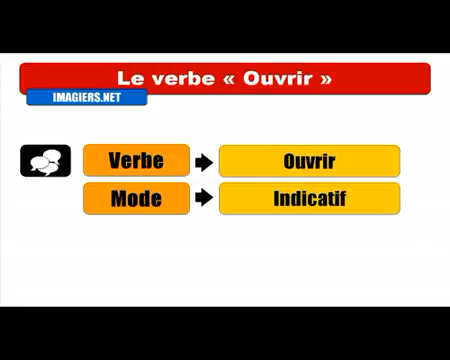 Le verbe « Ouvrir »
IMAGIERS.NET
Verbe Ouvrir
Mode Indicatif